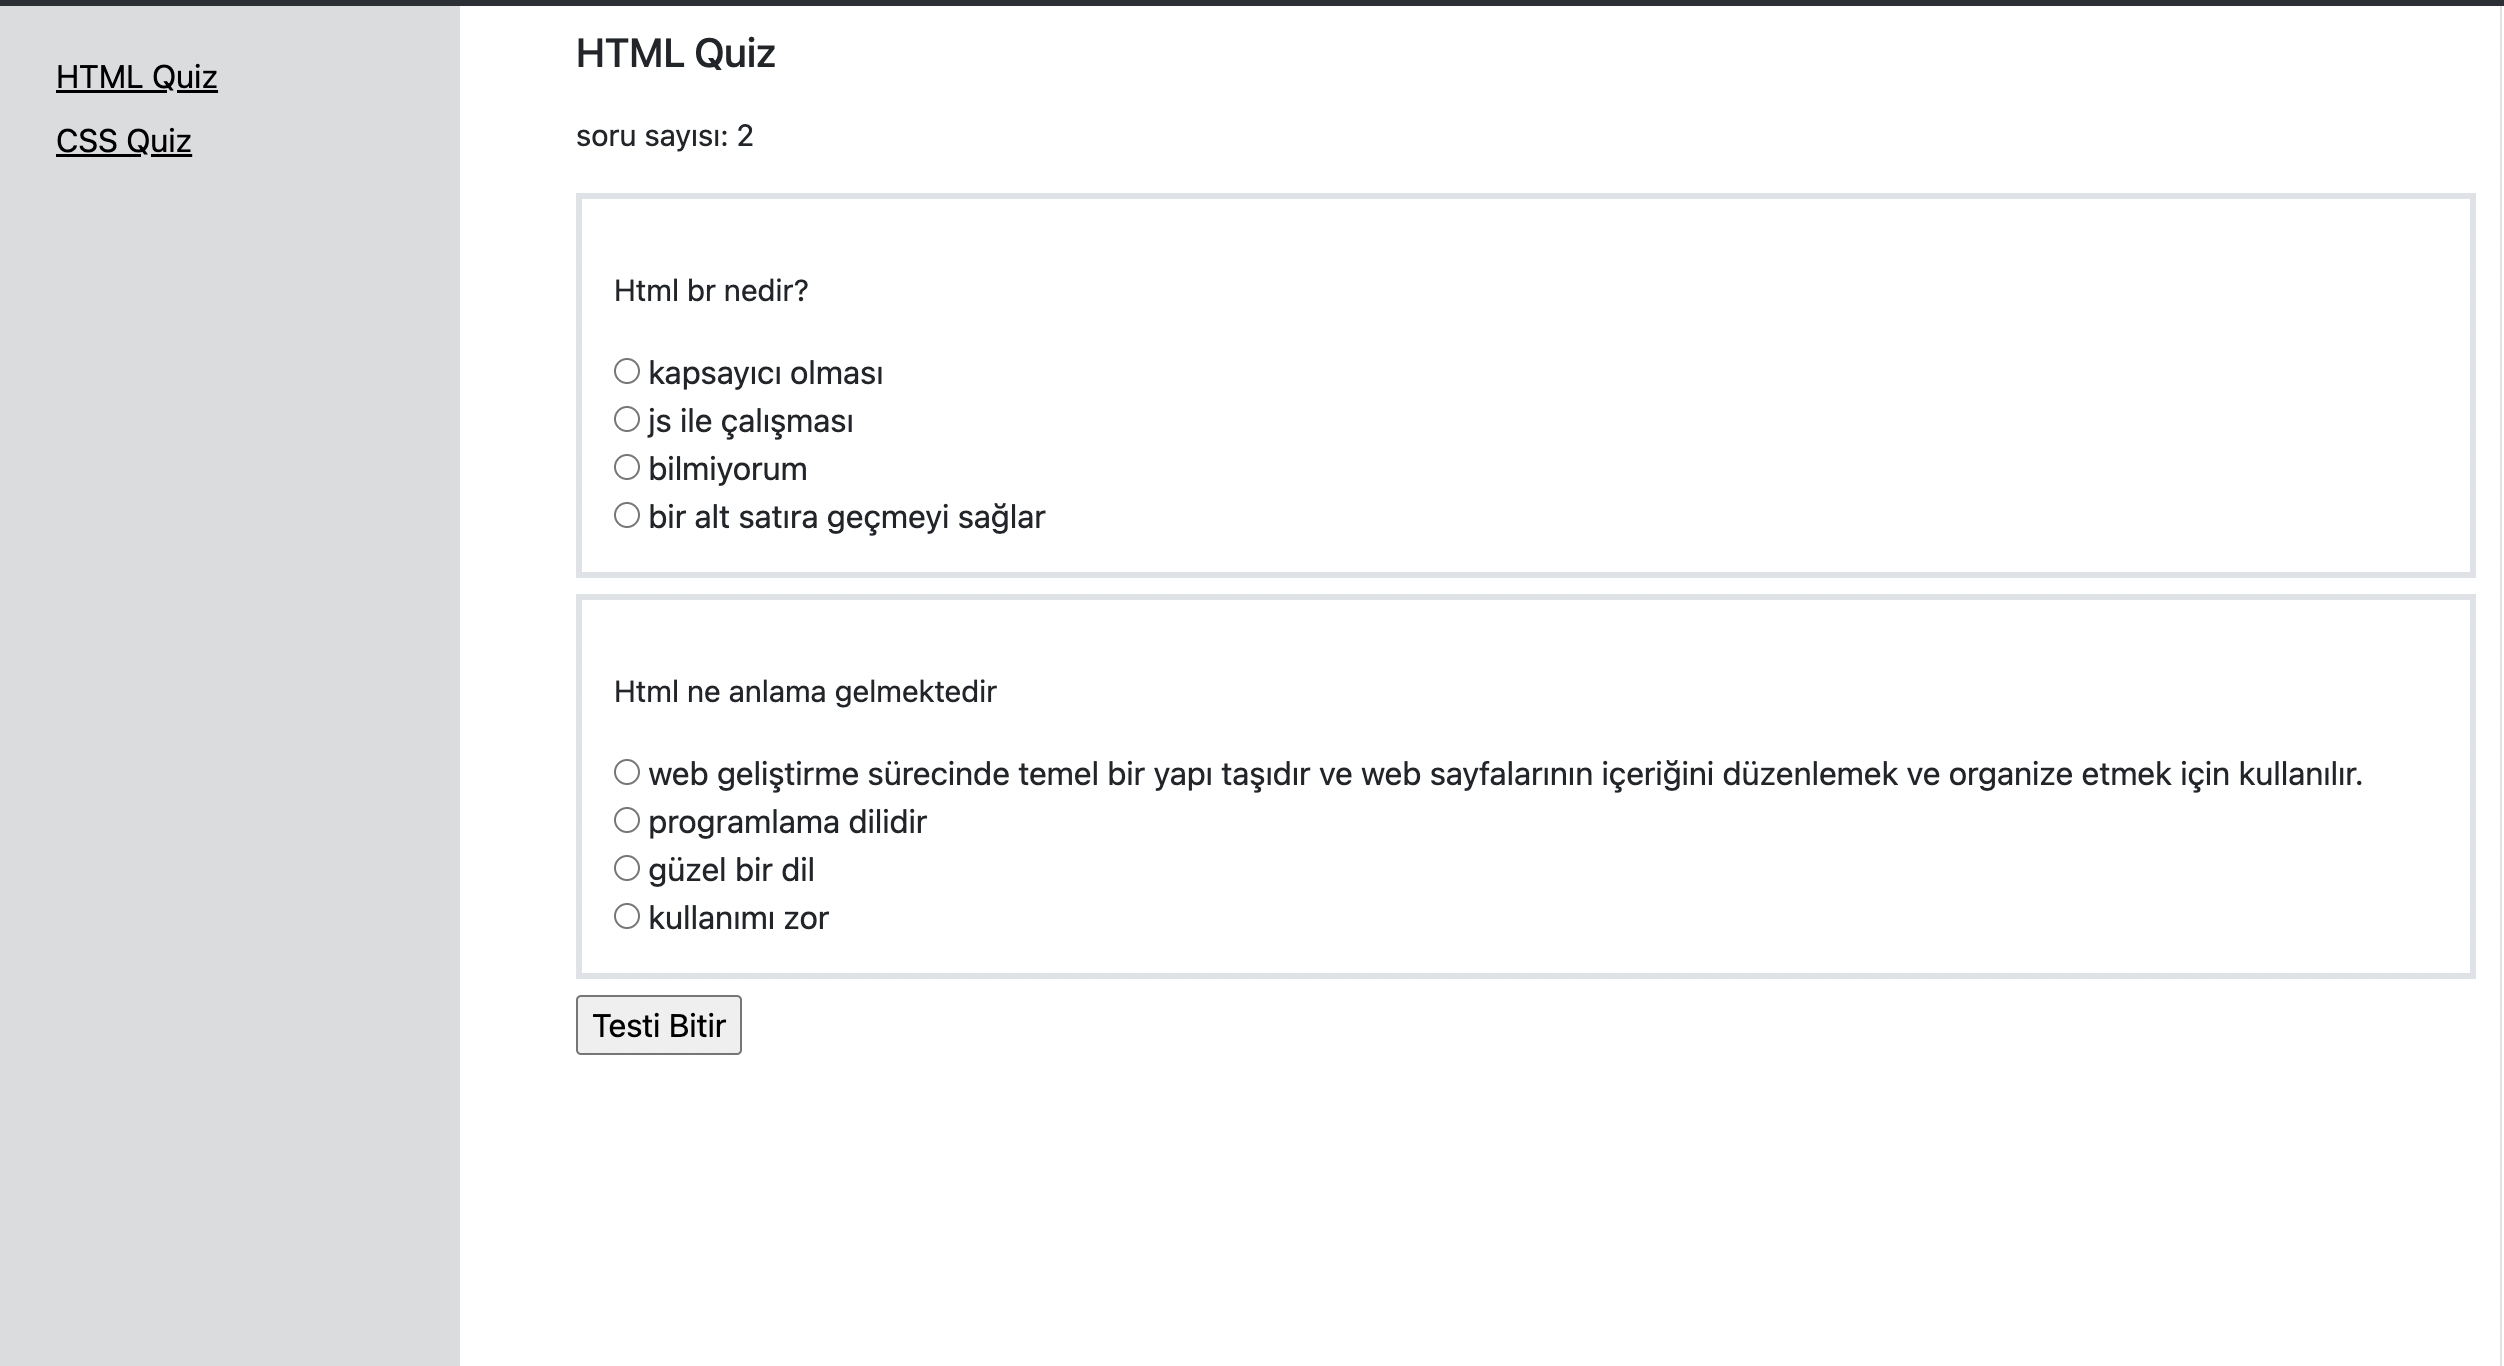 HTML Quiz
CSS Quiz
HTML Quiz
soru sayısı: 2
Html br nedir?
kapsayıcı olması
js ile çalışması
bilmiyorum
bir alt satıra geçmeyi sağlar
Html ne anlama gelmektedir
web geliştirme sürecinde temel bir yapı taşıdır ve web sayfalarının içeriğini düzenlemek ve organize etmek için kullanılır.
programlama dilidir
güzel bir dil
kullanımı zor
Testi Bitir